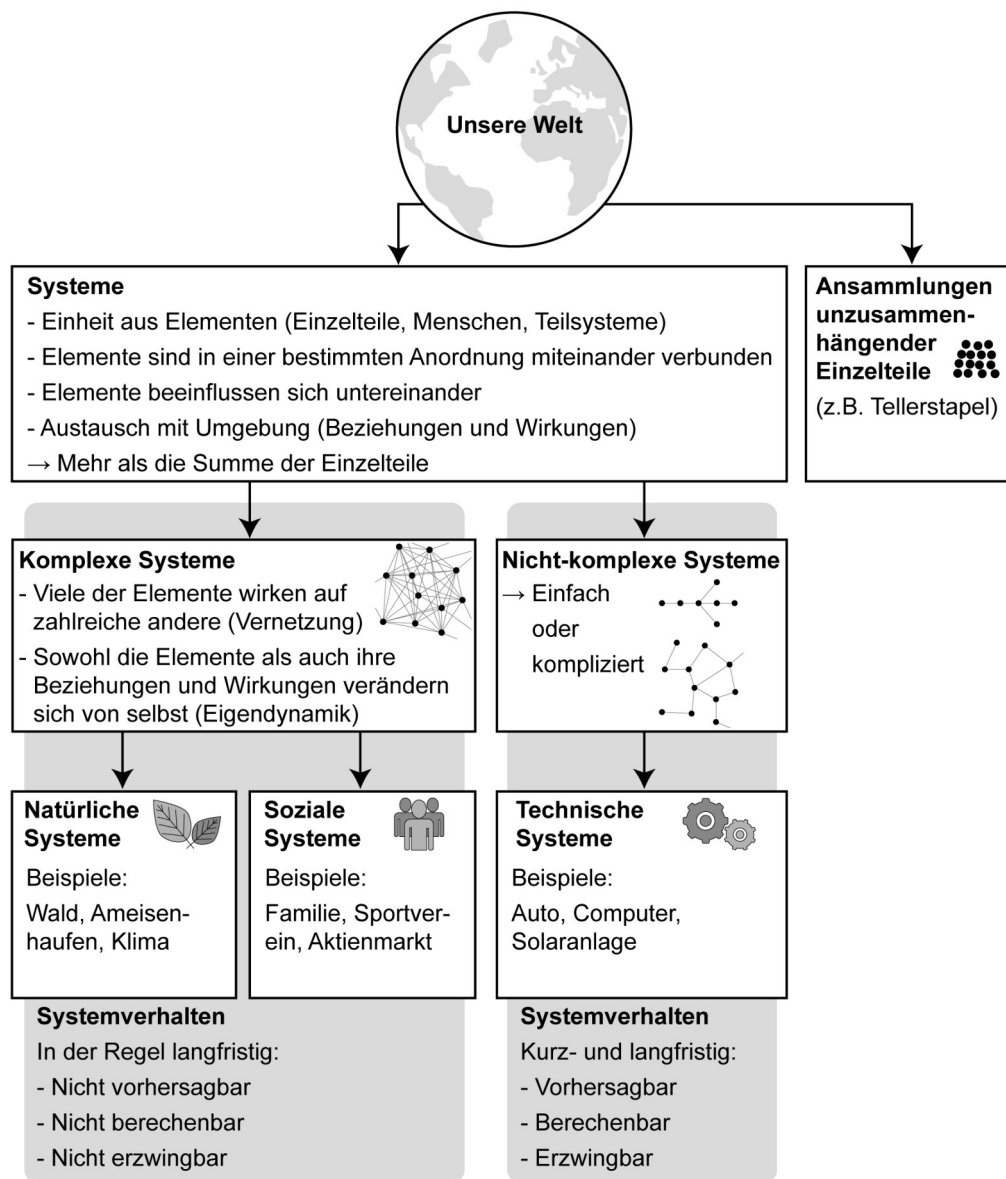 Unsere Welt
Systeme
- Einheit aus Elementen (Einzelteile, Menschen, Teilsysteme)
- Elemente sind in einer bestimmten Anordnung miteinander verbunden
- Elemente beeinflussen sich untereinander
- Austausch mit Umgebung (Beziehungen und Wirkungen)
→ Mehr als die Summe der Einzelteile
Ansammlungen
unzusammen-
hängender
Einzelteile
(z.B. Tellerstapel)
Komplexe Systeme
- Viele der Elemente wirken auf
zahlreiche andere (Vernetzung)
- Sowohl die Elemente als auch ihre
Beziehungen und Wirkungen verändern
sich von selbst (Eigendynamik)
Nicht-komplexe Systeme
→ Einfach
oder
kompliziert
Natürliche
Systeme
Beispiele:
Wald, Ameisen-
haufen, Klima
Soziale
Systeme
Beispiele:
Familie, Sportver-
ein, Aktienmarkt
Technische
Systeme
Beispiele:
Auto, Computer,
Solaranlage
Systemverhalten
In der Regel langfristig:
- Nicht vorhersagbar
- Nicht berechenbar
- Nicht erzwingbar
Systemverhalten
Kurz- und langfristig:
- Vorhersagbar
- Berechenbar
- Erzwingbar